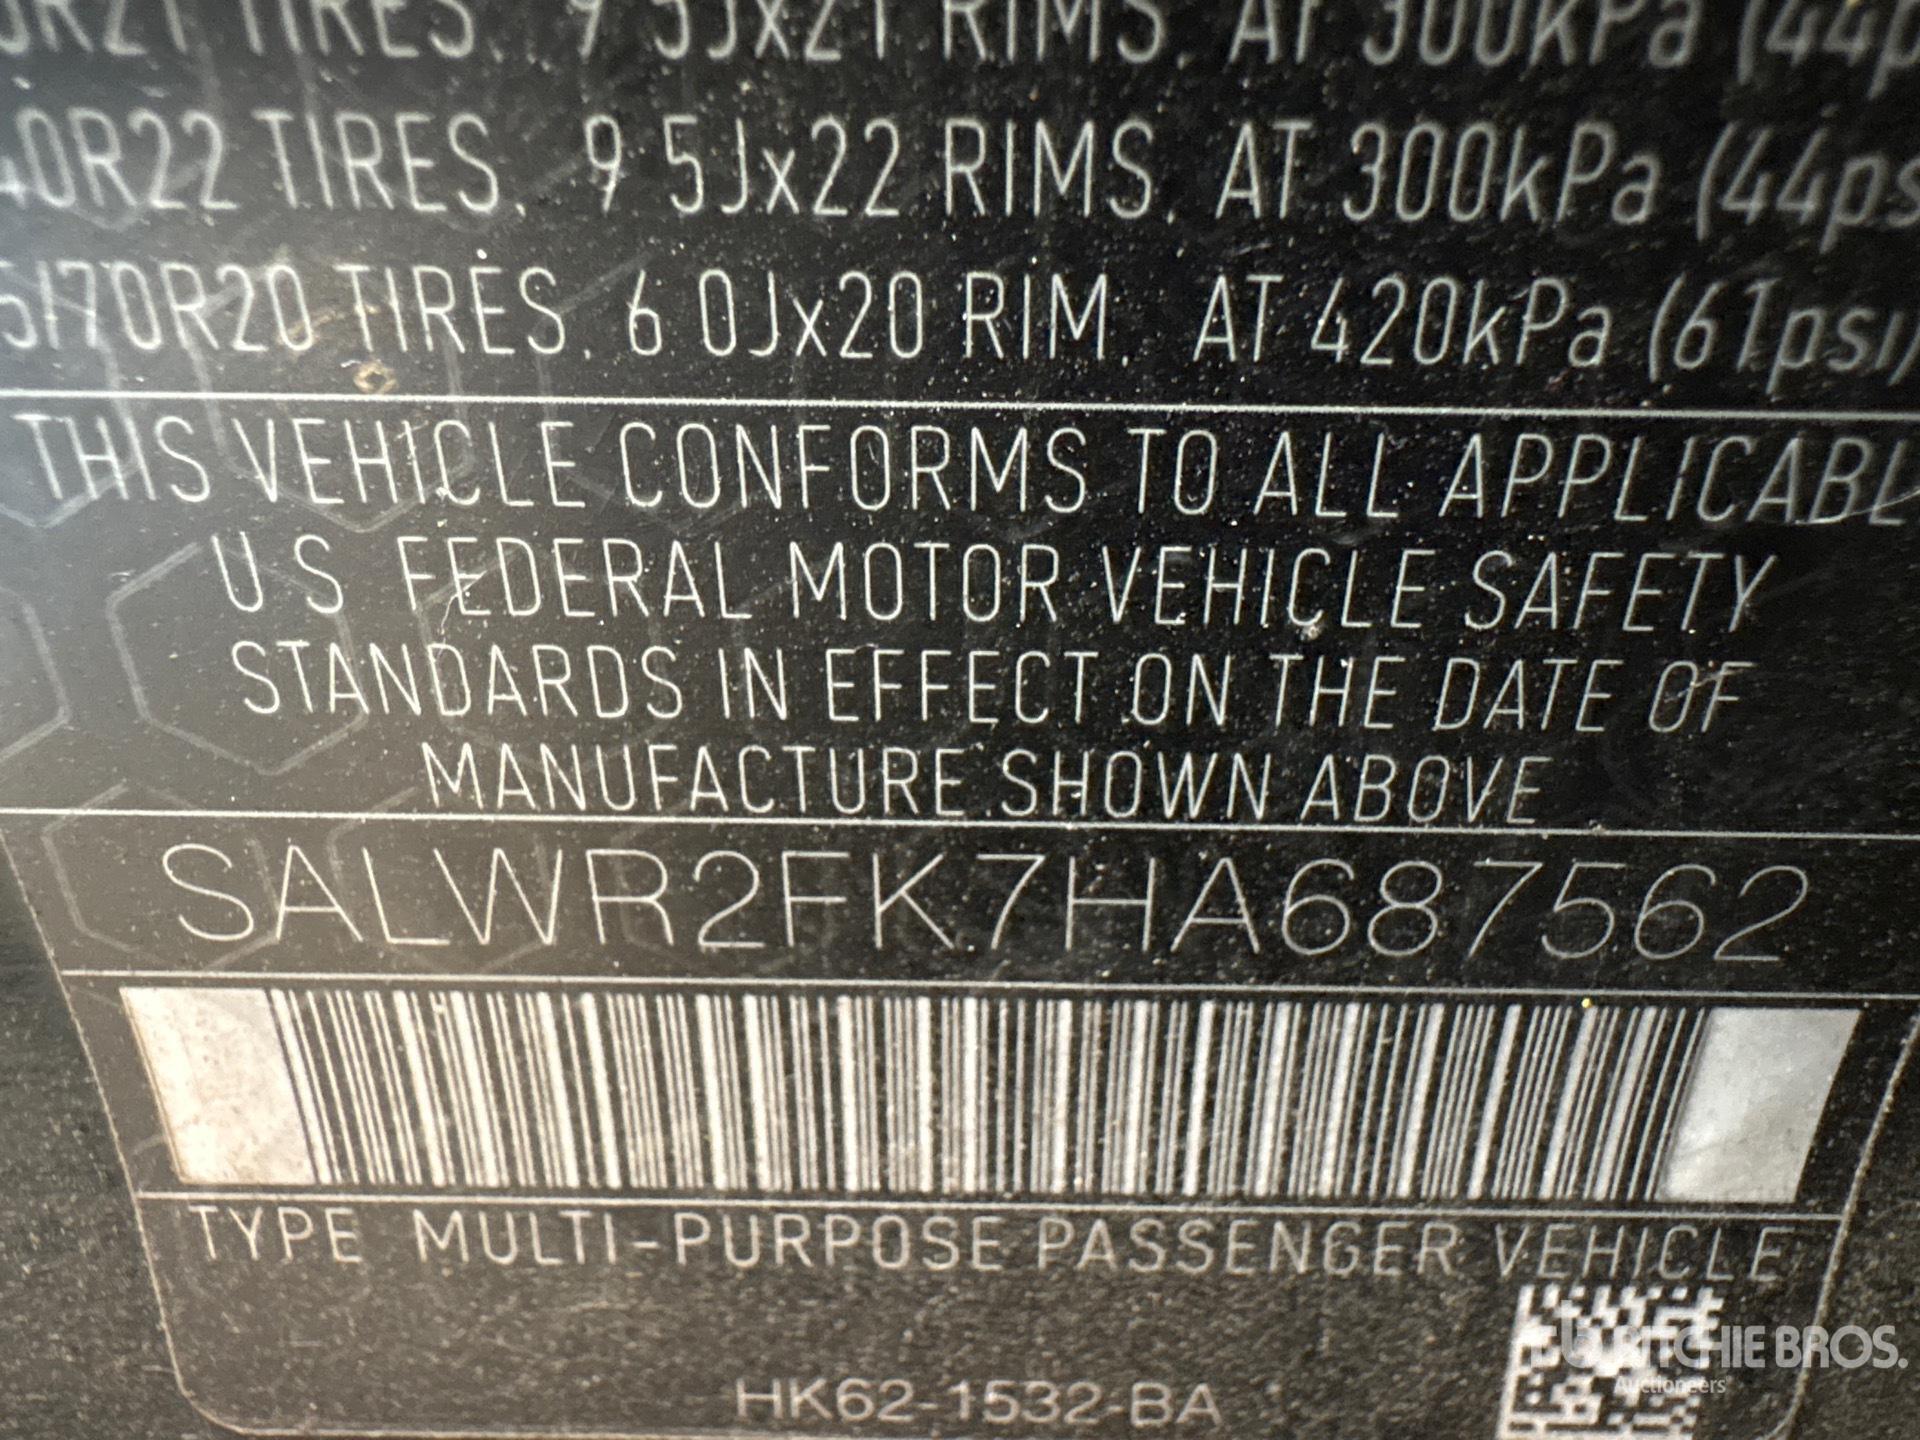 R21 TIRES, 9.5Jx21 RIMS, AT 300kPa (44p
40R22 TIRES, 9 5Jx22 RIMS, AT 300kPa (44ps
5/70R20 TIRES, 6 0Jx20 RIM, AT 420kPa (61psi)
THIS VEHICLE CONFORMS TO ALL APPLICABL
U S FEDERAL MOTOR VEHICLE SAFETY
STANDARDS IN EFFECT ON THE DATE OF
MANUFACTURE SHOWN ABOVE
SALWR2FK7HA687562
TYPE MULTI-PURPOSE PASSENGER VEHICLE
RITCHIE BROS.
Auctioneers
HK62-1532-BA